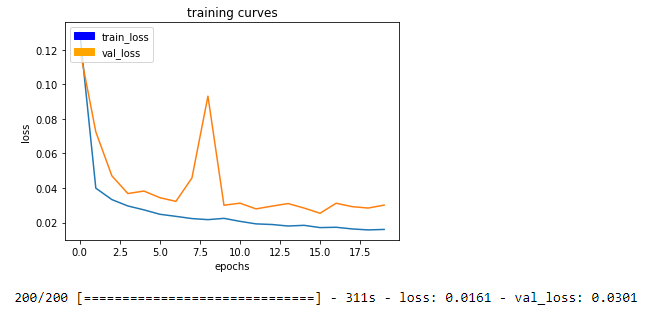 training curves
train_loss
val_loss
loss
0.12
0.10
0.08
0.06
0.04
0.02
0.0 2.5 5.0 7.5 10.0 12.5 15.0 17.5
epochs
200/200 [==============================] - 311s - loss: 0.0161 - val_loss: 0.0301